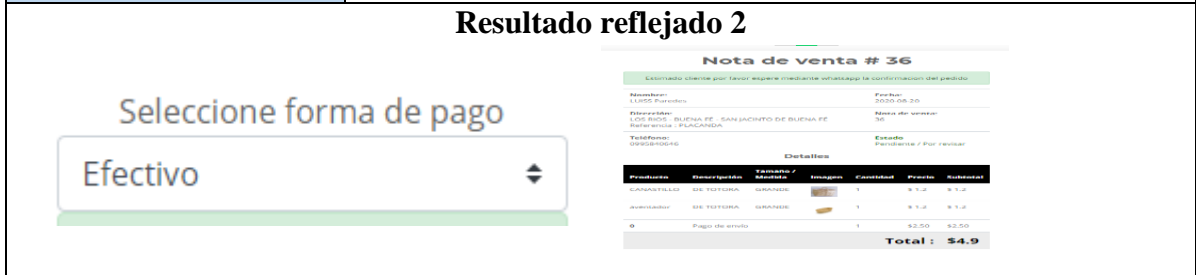 Resultado reflejado 2
Seleccione forma de pago
Efectivo
Nota de venta # 36
Estimado cliente por favor espere mediante whatsapp la confirmacion del pedido
Nombre:
LUISS Paredes
Fecha:
2020-08-20
Dirección:
LOS RIOS - BUENA FÉ - SAN JACINTO DE BUENA FÉ
Referencia : PLACANDA
Nota de venta:
36
Teléfono:
0995840646
Estado
Pendiente / Por revisar
Detalles
Producto Descripción Tamaño / Medida Imagen Cantidad Precio Subtotal
CANASTILLO DE TOTORA GRANDE 1 $ 1.2 $ 1.2
aventador DE TOTORA GRANDE 1 $ 1.2 $ 1.2
0 Pago de envio 1 $2.50 $2.50
Total : $4.9